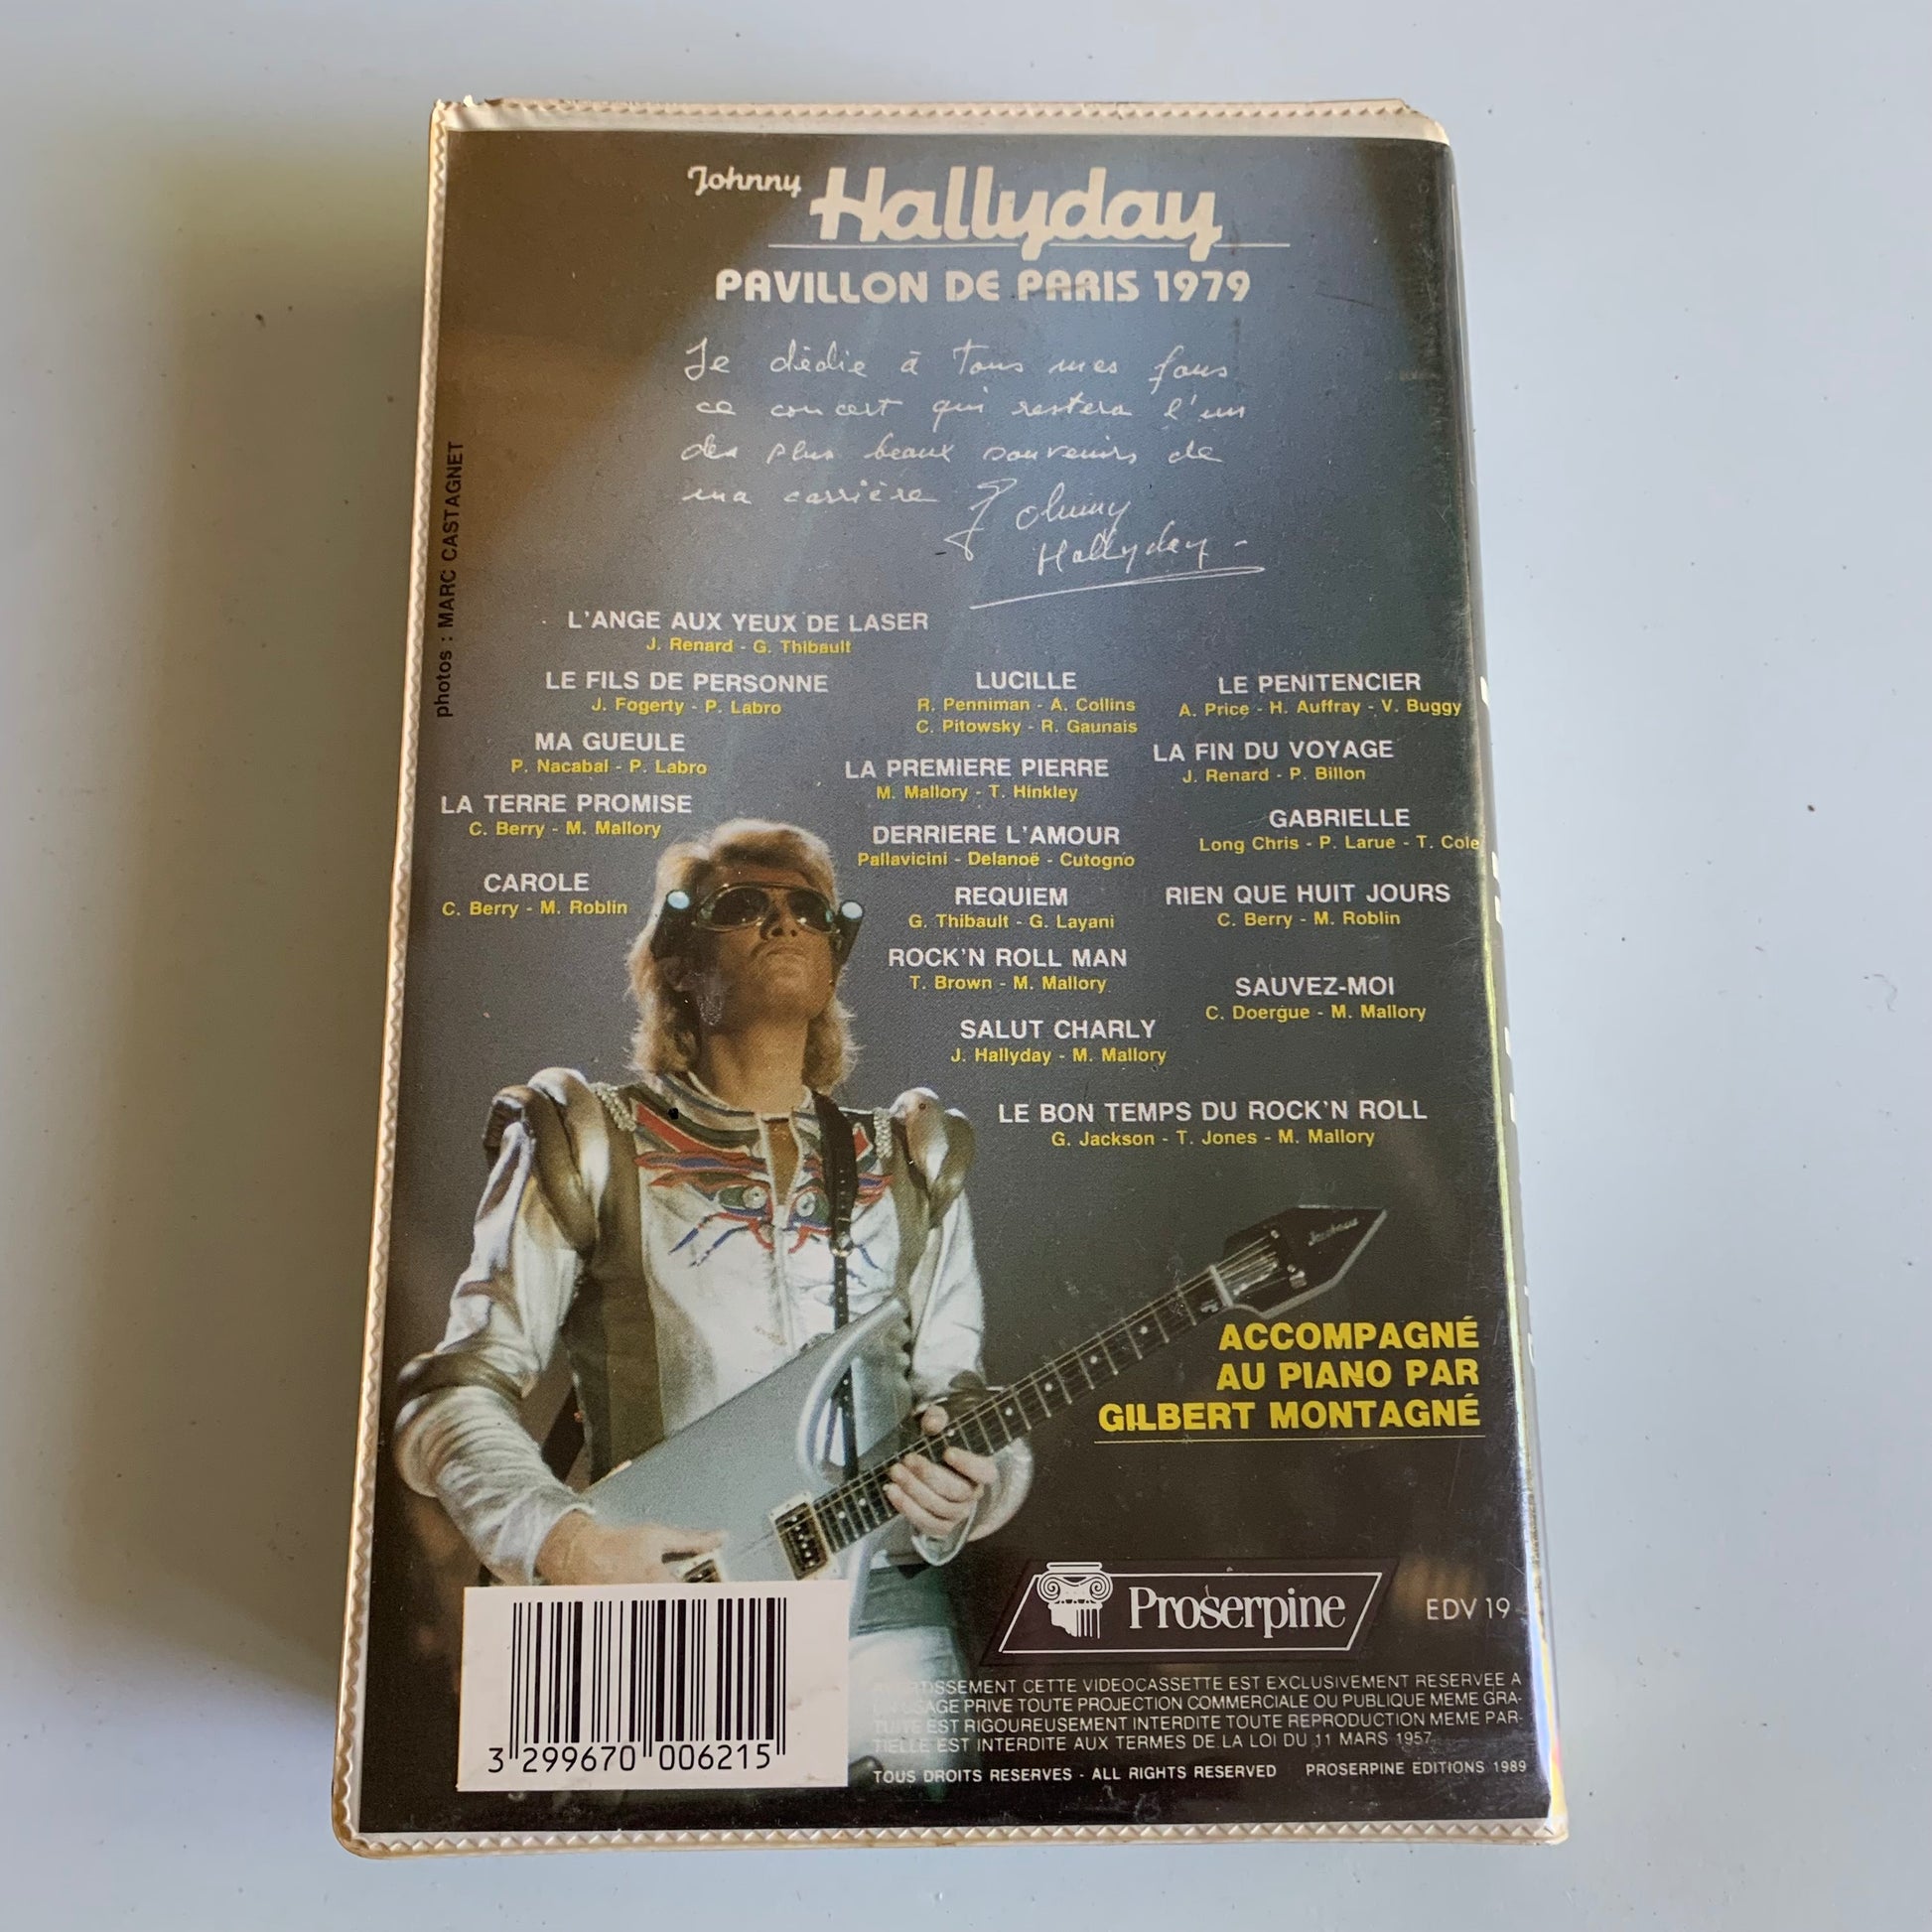 Johnny Hallyday
PAVILLON DE PARIS 1979
Je dédie à tous mes fans
ce concert qui restera l'un
des plus beaux souvenirs de
ma carrière Johnny
Hallyday -
photos : MARC CASTAGNET
L'ANGE AUX YEUX DE LASER
J. Renard - G. Thibault
LE FILS DE PERSONNE
J. Fogerty - P. Labro
MA GUEULE
P. Nacabal - P. Labro
LA TERRE PROMISE
C. Berry - M. Mallory
CAROLE
C. Berry - M. Roblin
LUCILLE
R. Penniman - A. Collins
C. Pitowsky - R. Gaunais
LA PREMIERE PIERRE
M. Mallory - T. Hinkley
DERRIERE L'AMOUR
Pallavicini - Delanoë - Cutogno
REQUIEM
G. Thibault - G. Layani
ROCK'N ROLL MAN
T. Brown - M. Mallory
SALUT CHARLY
J. Hallyday - M. Mallory
LE PENITENCIER
A. Price - H. Auffray - V. Buggy
LA FIN DU VOYAGE
J. Renard - P. Billon
GABRIELLE
Long Chris - P. Larue - T. Cole
RIEN QUE HUIT JOURS
C. Berry - M. Roblin
SAUVEZ-MOI
C. Doergue - M. Mallory
LE BON TEMPS DU ROCK'N ROLL
G. Jackson - T. Jones - M. Mallory
ACCOMPAGNÉ
AU PIANO PAR
GILBERT MONTAGNÉ
Proserpine
EDV 19
AVERTISSEMENT CETTE VIDEOCASSETTE EST EXCLUSIVEMENT RESERVEE A
UN USAGE PRIVE TOUTE PROJECTION COMMERCIALE OU PUBLIQUE MEME GRA-
TUITE EST RIGOUREUSEMENT INTERDITE TOUTE REPRODUCTION MEME PAR-
TIELLE EST INTERDITE AUX TERMES DE LA LOI DU 11 MARS 1957
TOUS DROITS RESERVES - ALL RIGHTS RESERVED PROSERPINE EDITIONS 1989
3 299670 006215